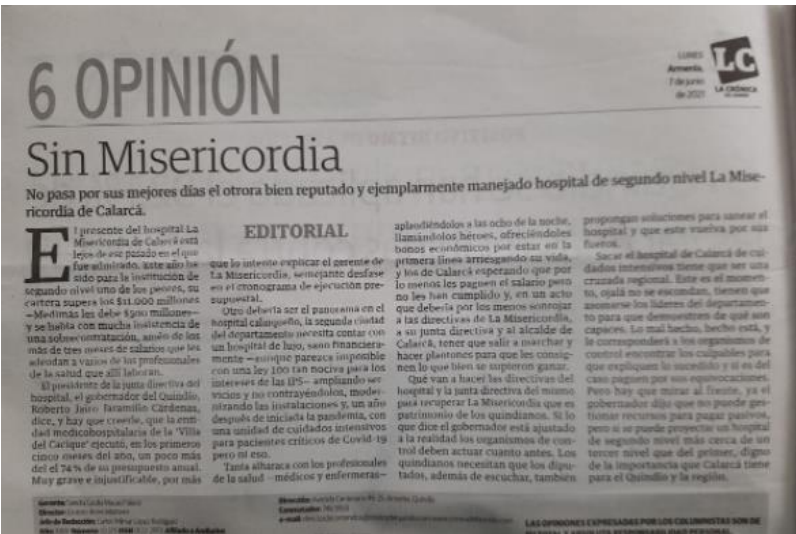 6 OPINIÓN
LUNES
Armenia,
7 de junio
de 2021
LC
LA CRÓNICA
Sin Misericordia
No pasa por sus mejores días el otrora bien reputado y ejemplarmente manejado hospital de segundo nivel La Mise-
ricordia de Calarcá.
EDITORIAL
El presente del hospital La
Misericordia de Calarcá está
lejos de ese pasado en el que
fue admirado. Este año ha
sido para la institución de
segundo nivel uno de los peores, su
cartera supera los $11.000 millones
–Medimás les debe $900 millones–
y se habla con mucha insistencia de
una sobrecontratación, amén de los
más de tres meses de salarios que les
adeudan a varios de los profesionales
de la salud que allí laboran.
El presidente de la junta directiva del
hospital, el gobernador del Quindío,
Roberto Jairo Jaramillo Cárdenas,
dice, y hay que creerle, que la enti-
dad medicohospitalaria de la 'Villa
del Cacique' ejecutó, en los primeros
cinco meses del año, un poco más
del el 74 % de su presupuesto anual.
Muy grave e injustificable, por más
que lo intente explicar el gerente de
La Misericordia, semejante desfase
en el cronograma de ejecución pre-
supuestal.
Otro debería ser el panorama en el
hospital calarqueño, la segunda ciudad
del departamento necesita contar con
un hospital de lujo, sano financiera-
mente –aunque parezca imposible
con una ley 100 tan nociva para los
intereses de las IPS– ampliando ser-
vicios y no contrayéndolos, moder-
nizando las instalaciones y, un año
después de iniciada la pandemia, con
una unidad de cuidados intensivos
para pacientes críticos de Covid-19
pero ni eso.
Tanta alharaca con los profesionales
de la salud –médicos y enfermeras–
aplaudiéndolos a las ocho de la noche,
llamándolos héroes, ofreciéndoles
bonos económicos por estar en la
primera línea arriesgando su vida,
y los de Calarcá esperando que por
lo menos les paguen el salario pero
no les han cumplido y, en un acto
que debería por los menos sonrojar
a las directivas de La Misericordia,
a su junta directiva y al alcalde de
Calarcá, tener que salir a marchar y
hacer plantones para que les consig-
nen lo que bien se supieron ganar.
Qué van a hacer las directivas del
hospital y la junta directiva del mismo
para recuperar La Misericordia que es
patrimonio de los quindianos. Si lo
que dice el gobernador está ajustado
a la realidad los organismos de con-
trol deben actuar cuanto antes. Los
quindianos necesitan que los dipu-
tados, además de escuchar, también
propongan soluciones para sanear el
hospital y que este vuelva por sus
fueros.
Sacar el hospital de Calarcá de cui-
dados intensivos tiene que ser una
cruzada regional. Este es el momen-
to, ojalá no se escondan, tienen que
asomarse los líderes del departamen-
to para que demuestren de qué son
capaces. Lo mal hecho, hecho está, y
le corresponderá a los organismos de
control encontrar los culpables para
que expliquen lo sucedido y si es del
caso paguen por sus equivocaciones.
Pero hay que mirar al frente, ya el
gobernador dijo que no puede ges-
tionar recursos para pagar pasivos,
pero si se puede proyectar un hospital
de segundo nivel más cerca de un
tercer nivel que del primer, digno
de la importancia que Calarcá tiene
para el Quindío y la región.
Gerente:
Director:
Jefe de Redacción:
Dirección:
Conmutador:
e-mail
LAS OPINIONES EXPRESADAS POR LOS COLUMNISTAS SON DE